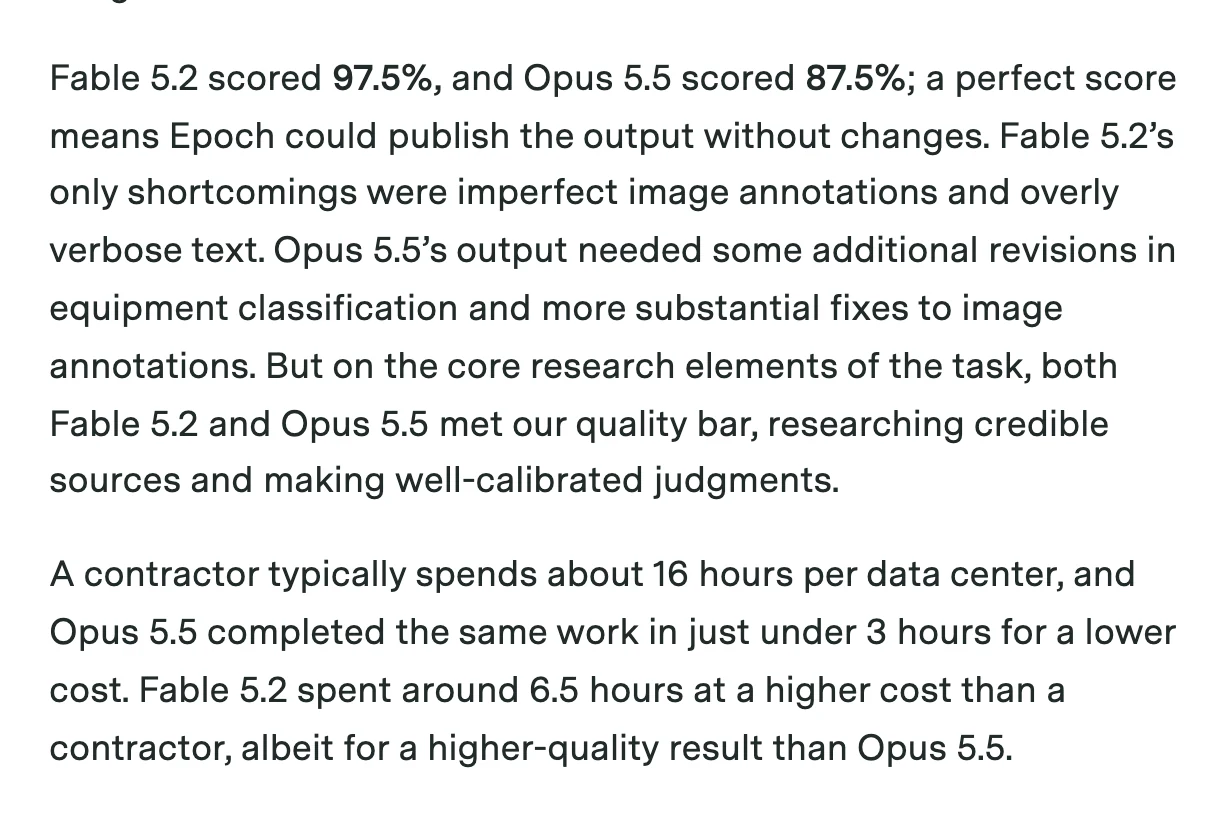 Fable 5.2 scored 97.5%, and Opus 5.5 scored 87.5%; a perfect score
means Epoch could publish the output without changes. Fable 5.2’s
only shortcomings were imperfect image annotations and overly
verbose text. Opus 5.5’s output needed some additional revisions in
equipment classification and more substantial fixes to image
annotations. But on the core research elements of the task, both
Fable 5.2 and Opus 5.5 met our quality bar, researching credible
sources and making well-calibrated judgments.
A contractor typically spends about 16 hours per data center, and
Opus 5.5 completed the same work in just under 3 hours for a lower
cost. Fable 5.2 spent around 6.5 hours at a higher cost than a
contractor, albeit for a higher-quality result than Opus 5.5.